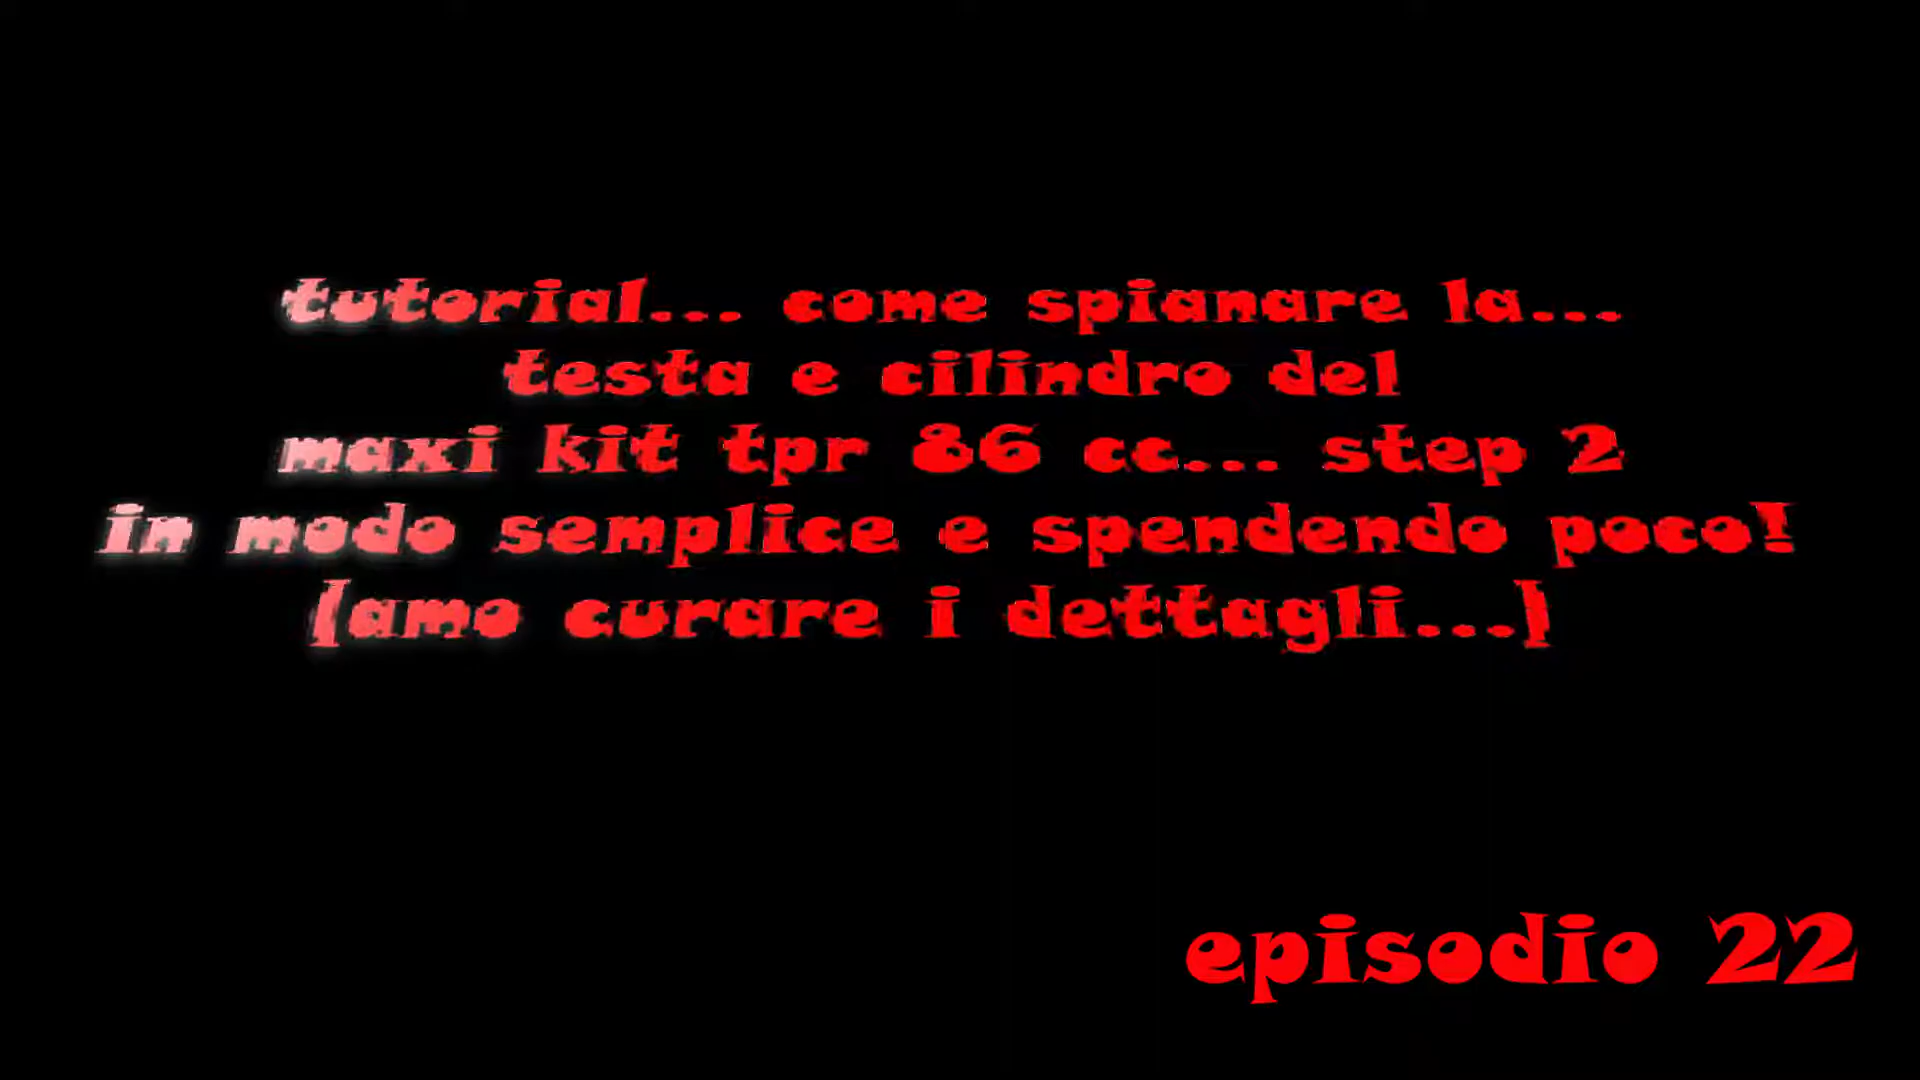 tutorial... come spianare la...
testa e cilindro del
maxi kit tpr 86 cc... step 2
in modo semplice e spendendo poco!
(amo curare i dettagli...)
episodio 22